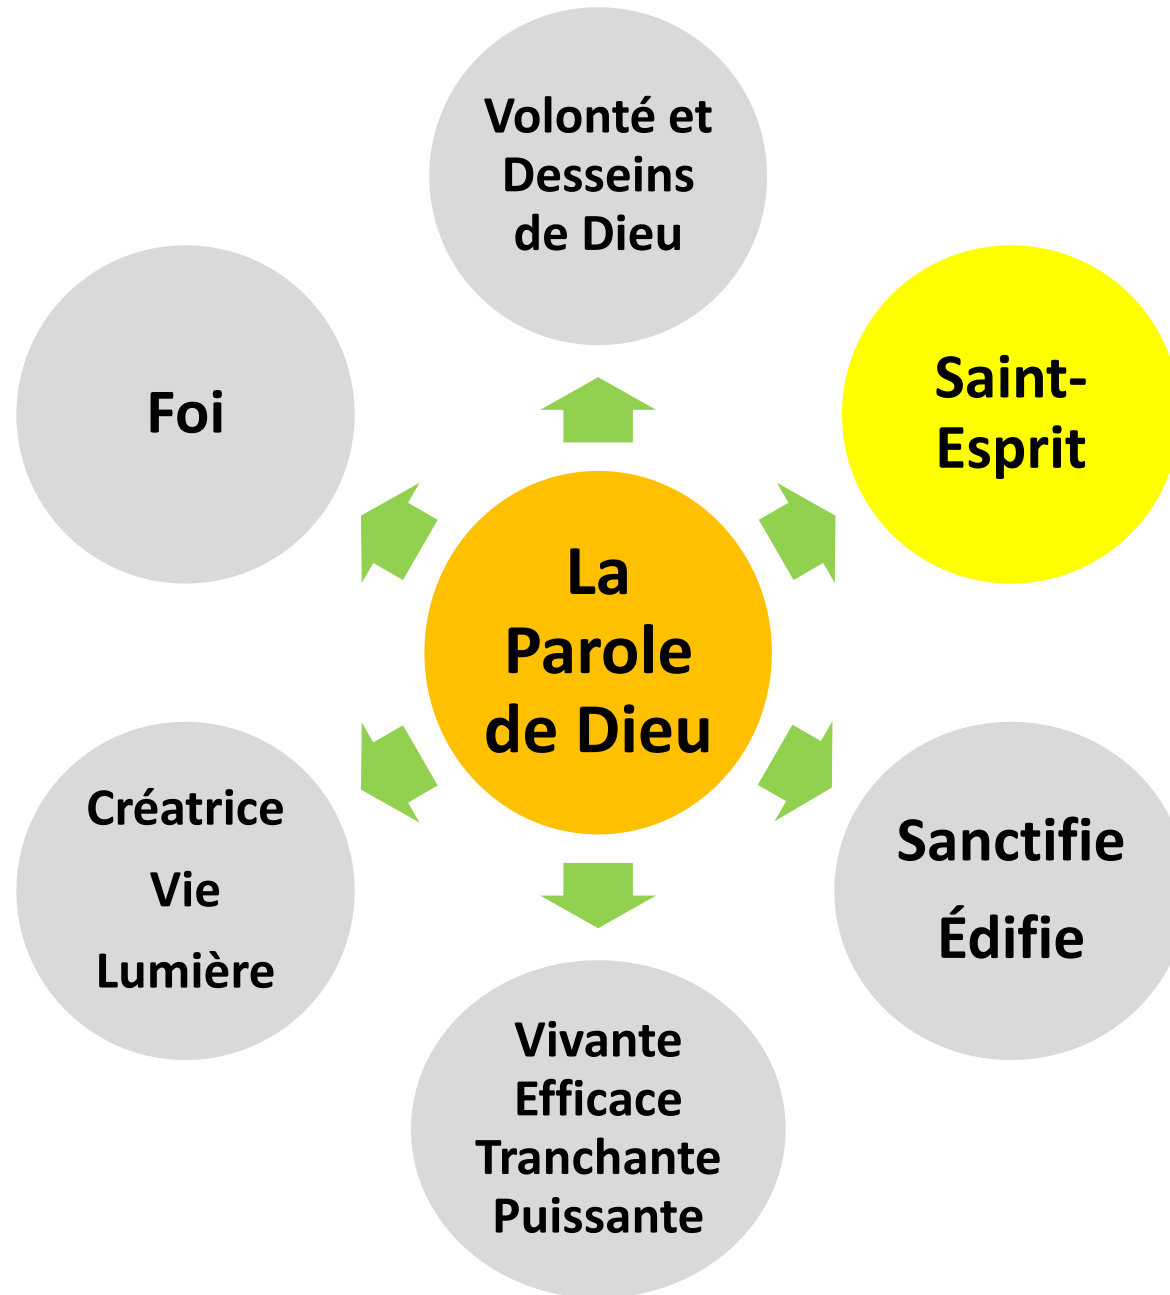 Volonté et
Desseins
de Dieu
Foi
Saint-
Esprit
La
Parole
de Dieu
Créatrice
Vie
Lumière
Sanctifie
Édifie
Vivante
Efficace
Tranchante
Puissante